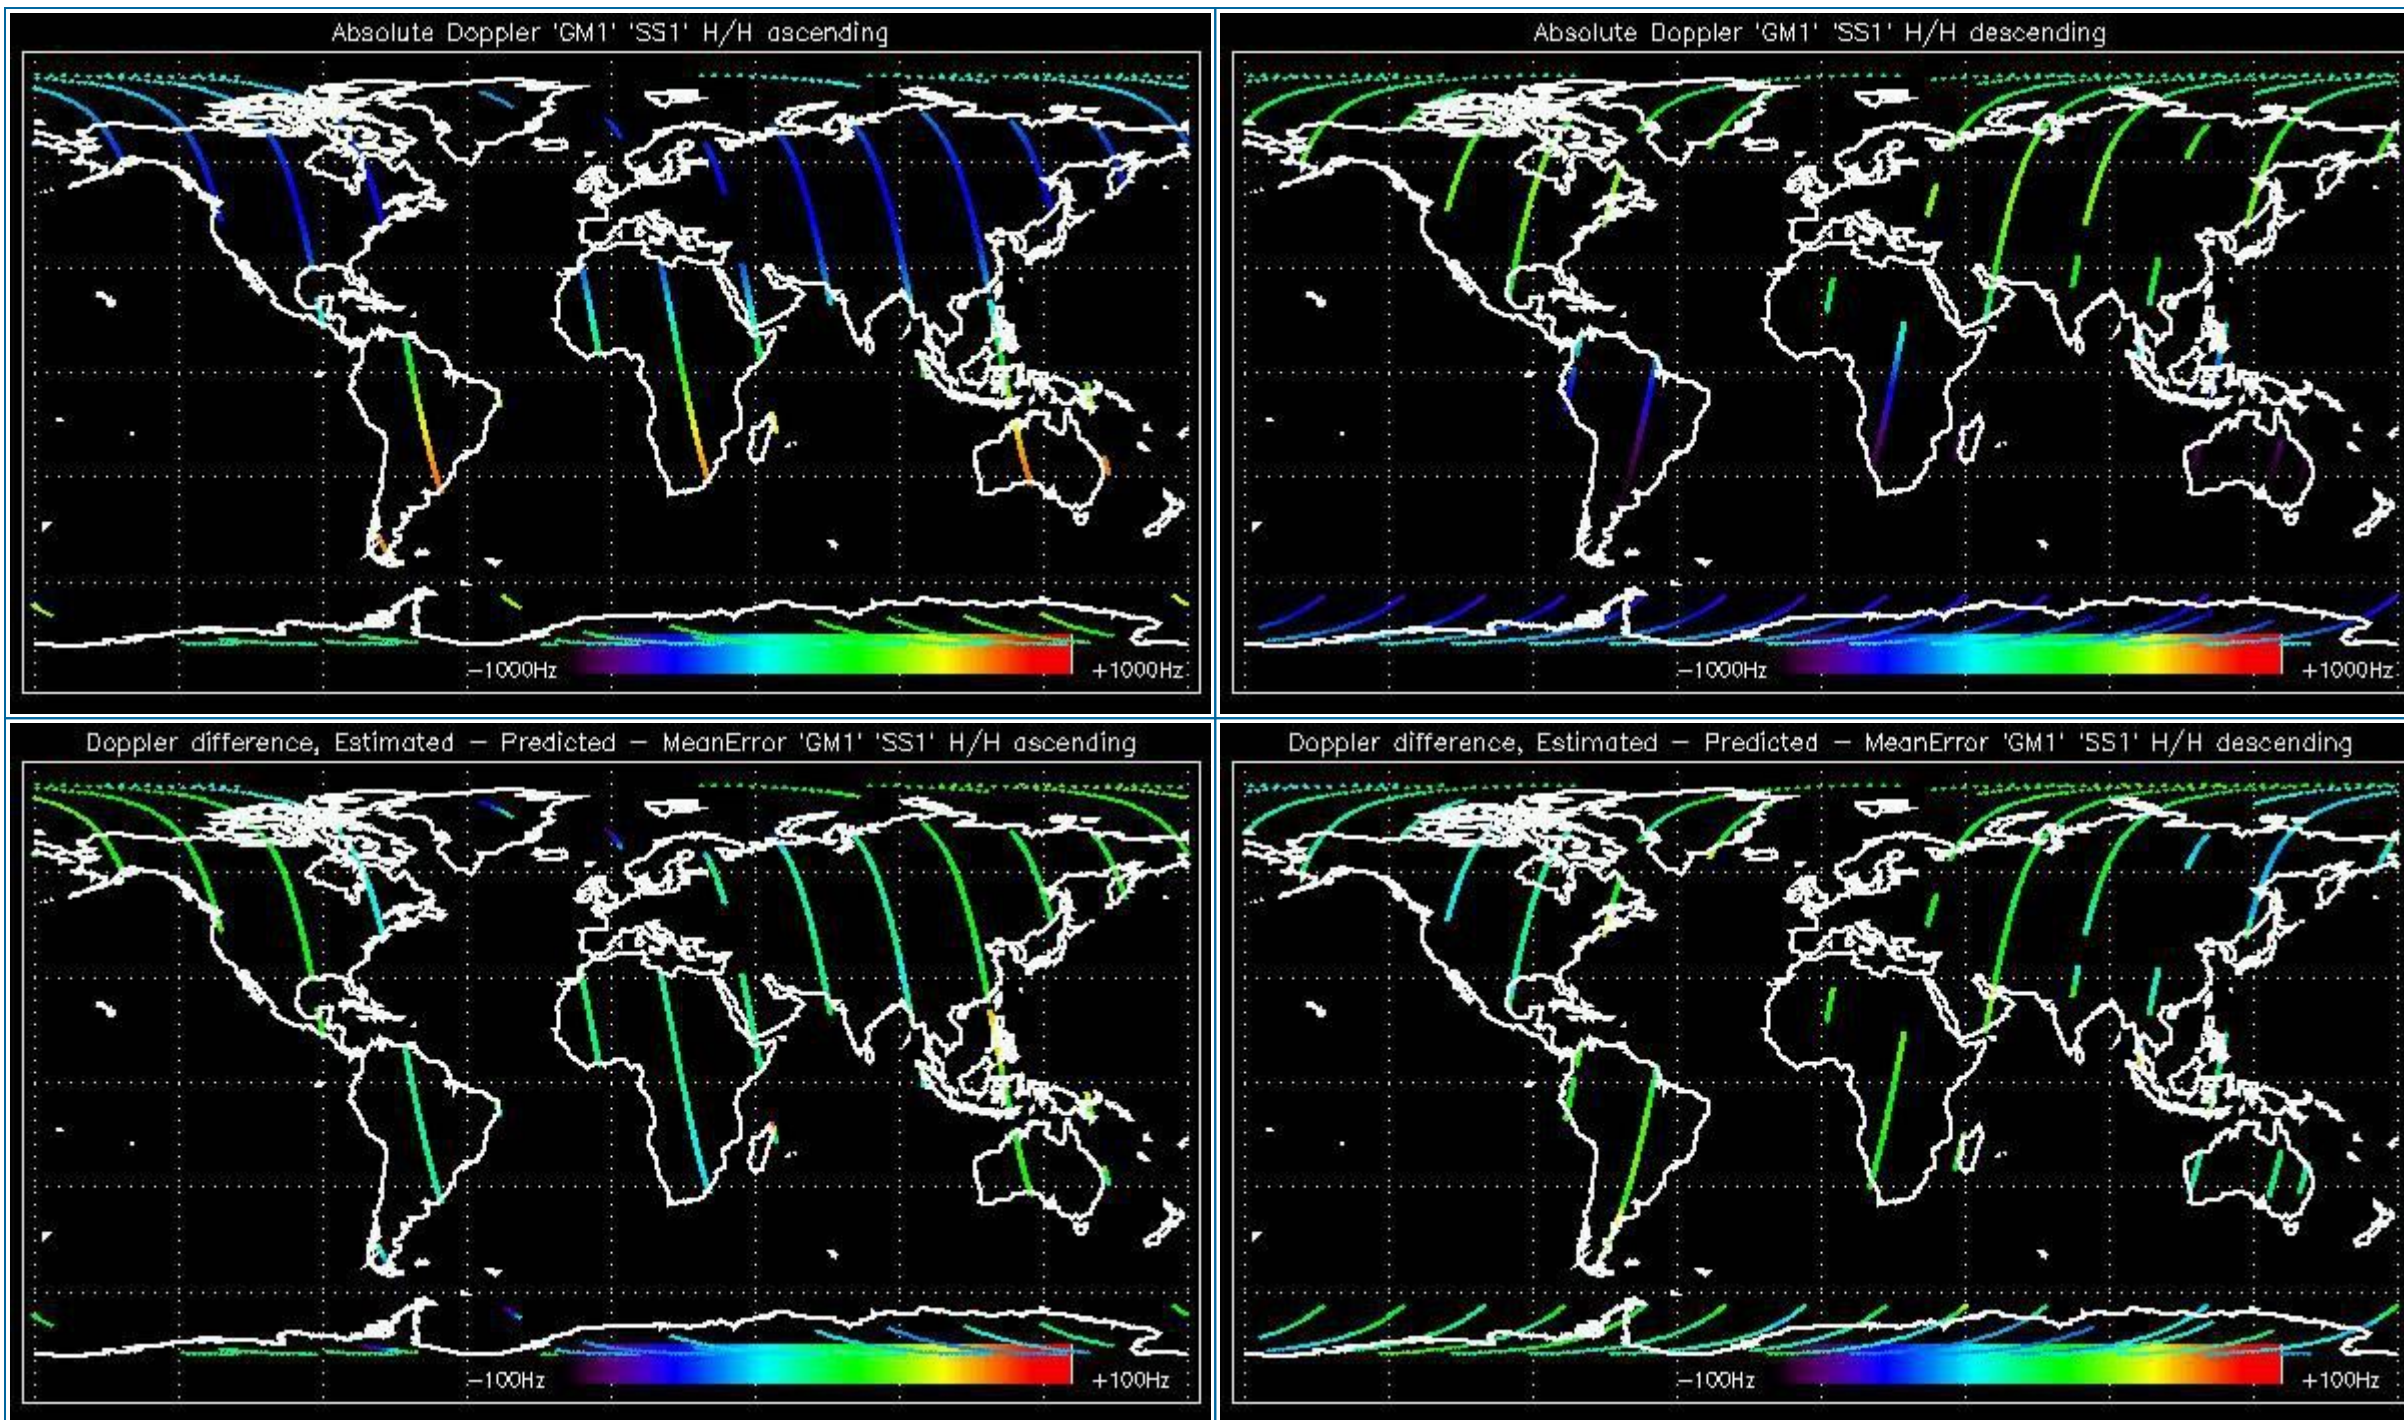 Absolute Doppler 'GM1' 'SS1' H/H ascending
−1000Hz
+1000Hz
Absolute Doppler 'GM1' 'SS1' H/H descending
−1000Hz
+1000Hz
Doppler difference, Estimated − Predicted − MeanError 'GM1' 'SS1' H/H ascending
−100Hz
+100Hz
Doppler difference, Estimated − Predicted − MeanError 'GM1' 'SS1' H/H descending
−100Hz
+100Hz